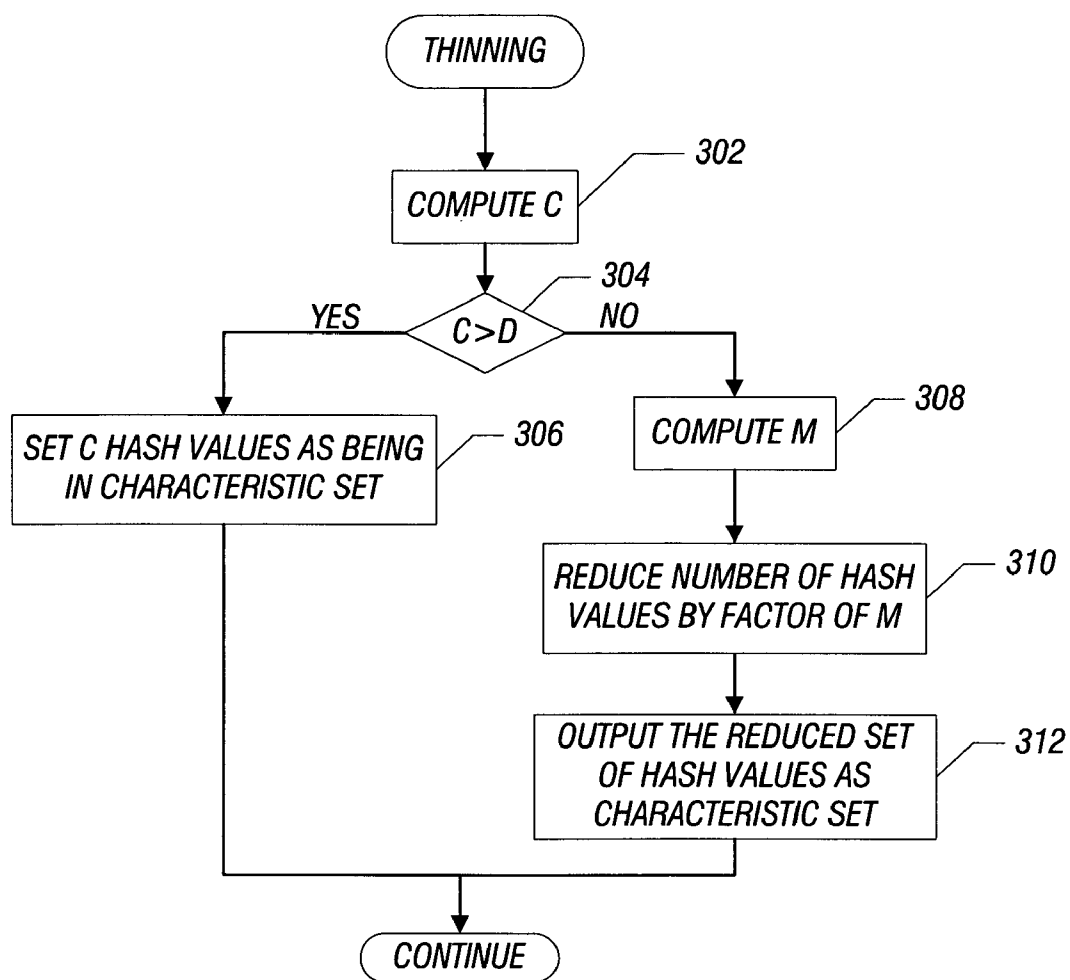 THINNING
302
COMPUTE C
304
YES
C>D
NO
308
COMPUTE M
306
SET C HASH VALUES AS BEING
IN CHARACTERISTIC SET
310
REDUCE NUMBER OF HASH
VALUES BY FACTOR OF M
312
OUTPUT THE REDUCED SET
OF HASH VALUES AS
CHARACTERISTIC SET
CONTINUE